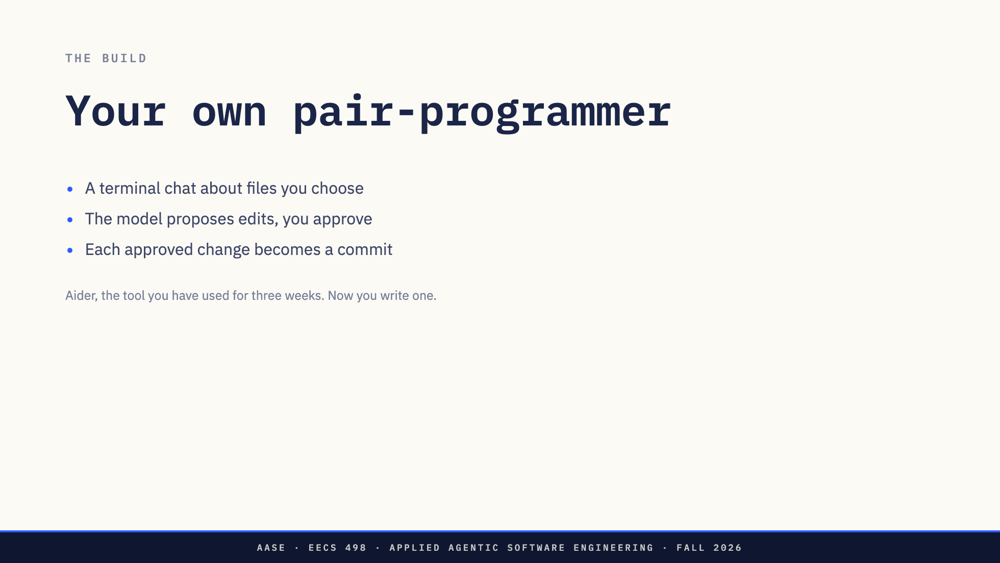 THE BUILD
Your own pair-programmer
• A terminal chat about files you choose
• The model proposes edits, you approve
• Each approved change becomes a commit
Aider, the tool you have used for three weeks. Now you write one.
AASE · EECS 498 · APPLIED AGENTIC SOFTWARE ENGINEERING · FALL 2026